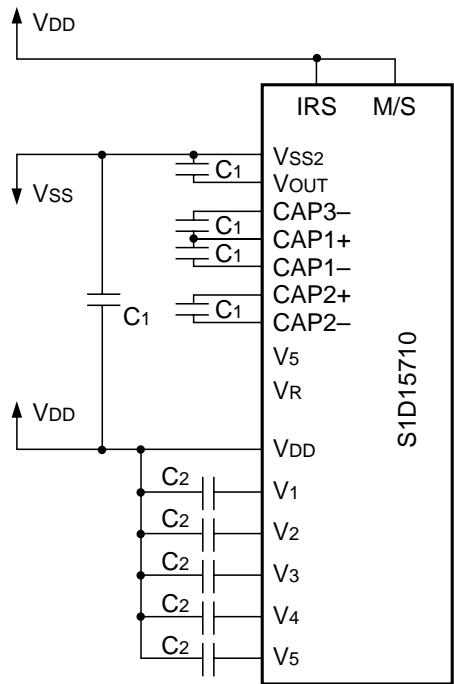 VDD
IRS M/S
VSS2
C1
VSS
VOUT
CAP3–
C1
CAP1+
C1
CAP1–
CAP2+
C1
C1
CAP2–
V5
VR
S1D15710
VDD
VDD
C2
V1
C2
V2
C2
V3
C2
V4
C2
V5